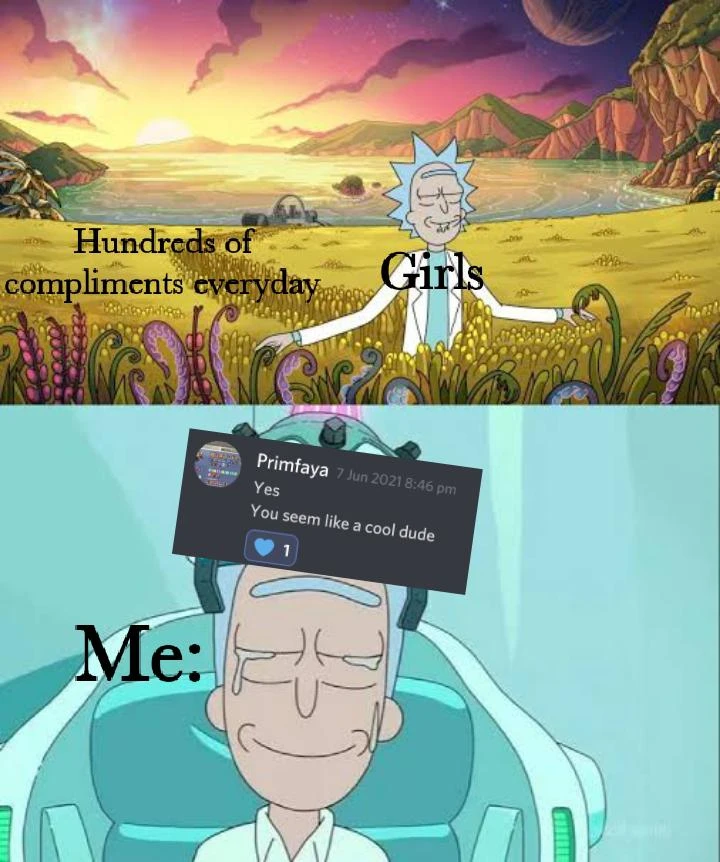 Hundreds of
compliments everyday
Girls
Primfaya 7 Jun 2021 8:46 pm
Yes
You seem like a cool dude
💙 1
Me: